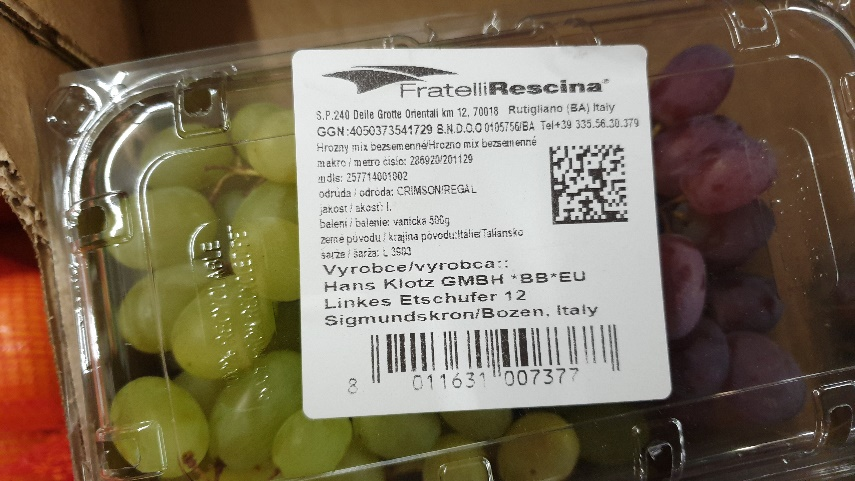 FratelliRescina
S.P.240 Delle Grotte Orientali km 12, 70018 Rutigliano (BA) Italy
GGN:4050373541729 B.N.D.O.O 0105756/BA Tel+39 335.56.30.379
Hrozny mix bezsemenné/Hrozno mix bezsemenné
makro / metro číslo: 286920/201129
mdls: 257714001002
odrůda / odroda: CRIMSON/REGAL
jakost / akosť: I.
balení / balenie: vanička 500g
země původu / krajina pôvodu:Itálie/Taliansko
šarže / šarža: L 3903
Vyrobce/vyrobca::
Hans Klotz GMBH *BB*EU
Linkes Etschufer 12
Sigmundskron/Bozen, Italy
8 011631 007377